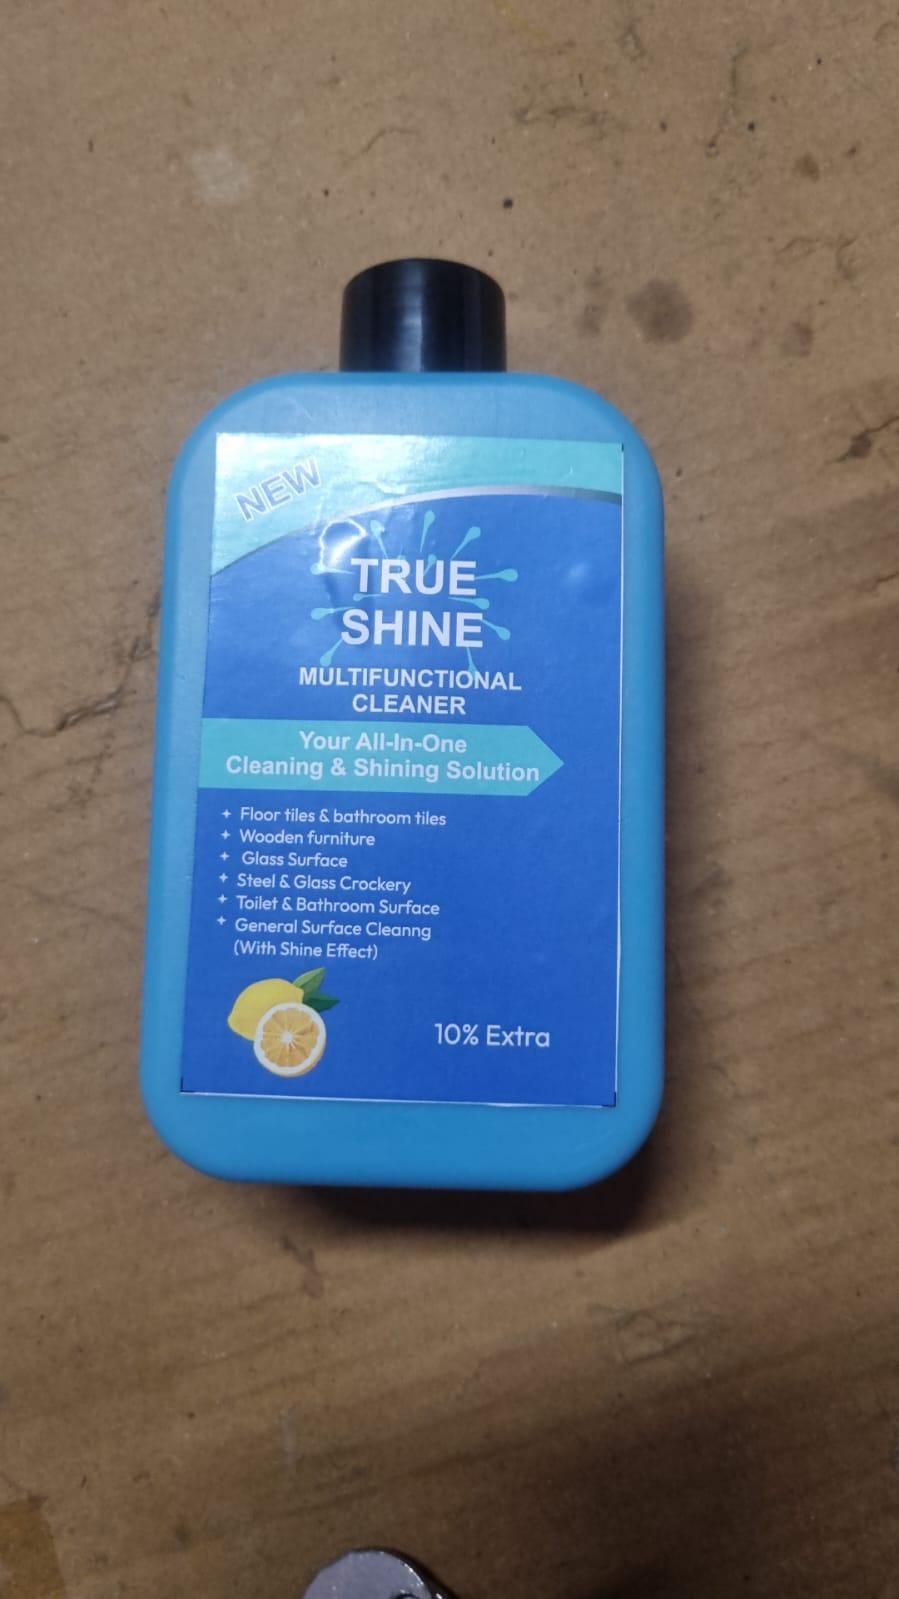 NEW
TRUE
SHINE
MULTIFUNCTIONAL
CLEANER
Your All-In-One
Cleaning & Shining Solution
Floor tiles & bathroom tiles
Wooden furniture
Glass Surface
Steel & Glass Crockery
Toilet & Bathroom Surface
General Surface Cleanng
(With Shine Effect)
10% Extra